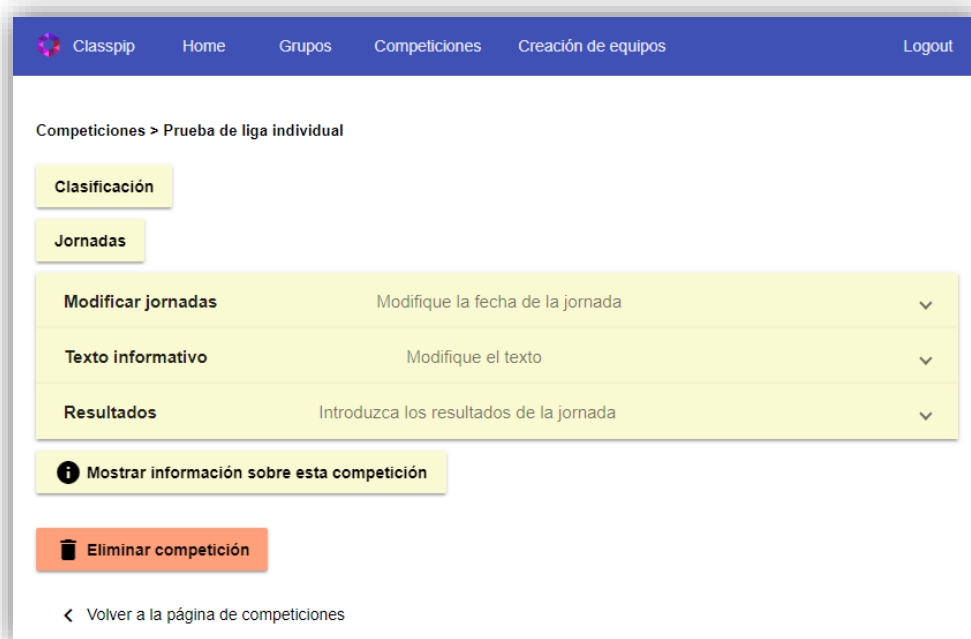 Classpip Home Grupos Competiciones Creación de equipos Logout
Competiciones > Prueba de liga individual
Clasificación
Jornadas
Modificar jornadas Modifique la fecha de la jornada
Texto informativo Modifique el texto
Resultados Introduzca los resultados de la jornada
Mostrar información sobre esta competición
Eliminar competición
Volver a la página de competiciones